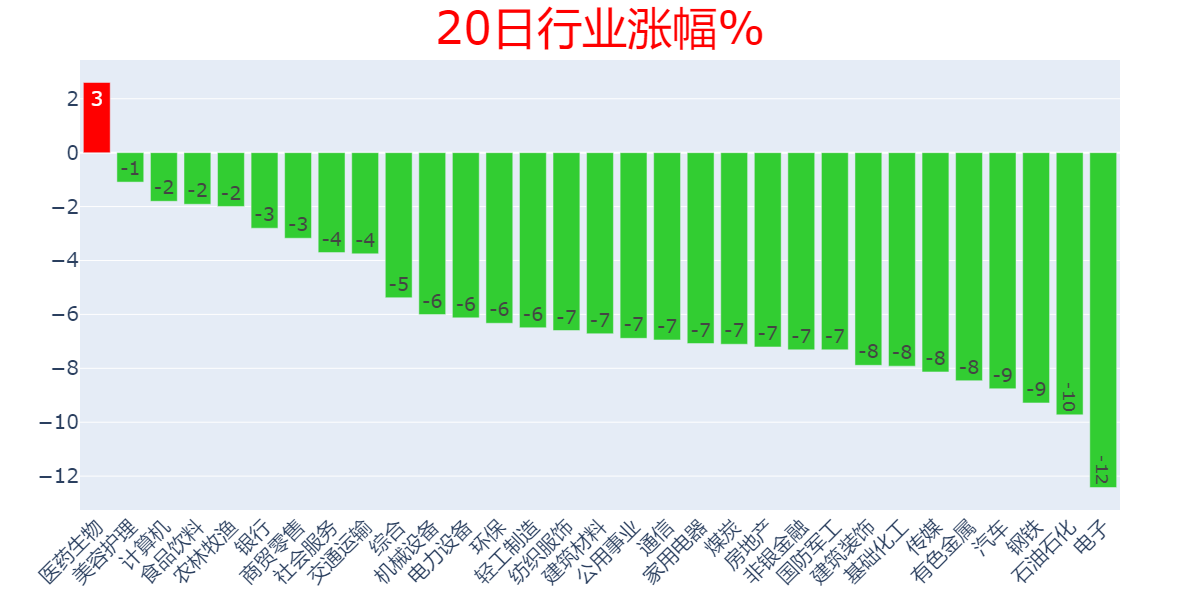 20日行业涨幅%
2
0
−2
−4
−6
−8
−10
−12
3
-1
-2
-2
-2
-3
-3
-4
-4
-5
-6
-6
-6
-6
-7
-7
-7
-7
-7
-7
-7
-7
-7
-8
-8
-8
-8
-9
-9
-10
-12
医药生物
美容护理
计算机
食品饮料
农林牧渔
银行
商贸零售
社会服务
交通运输
综合
机械设备
电力设备
环保
轻工制造
纺织服饰
建筑材料
公用事业
通信
家用电器
煤炭
房地产
非银金融
国防军工
建筑装饰
基础化工
传媒
有色金属
汽车
钢铁
石油石化
电子